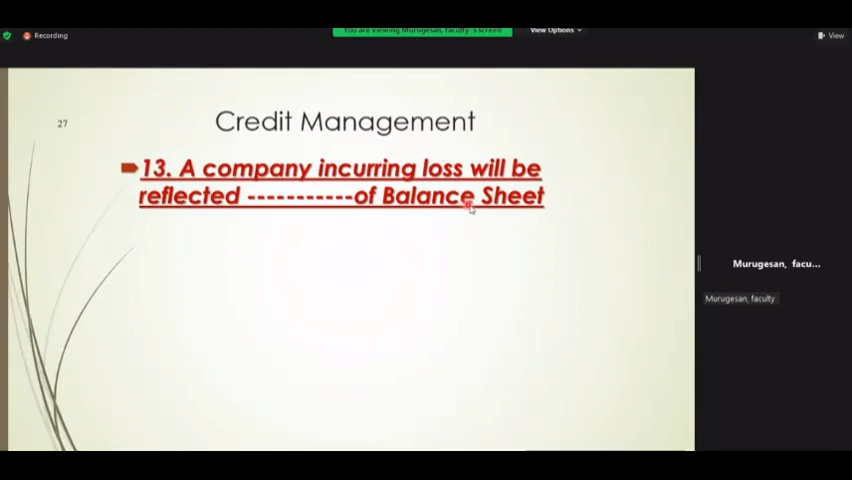 Recording
You are viewing Murugesan, faculty's screen
View Options
View
27
Credit Management
13. A company incurring loss will be
reflected -----------of Balance Sheet
Murugesan, facu...
Murugesan, faculty